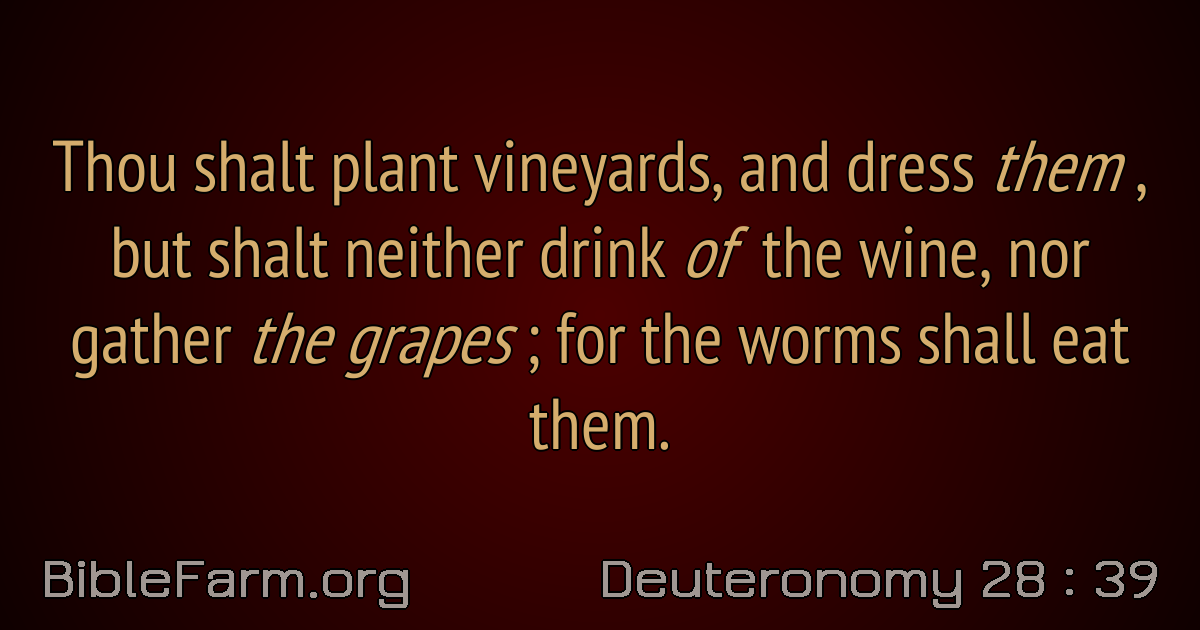 Thou shalt plant vineyards, and dress them ,
but shalt neither drink of the wine, nor
gather the grapes ; for the worms shall eat
them.
BibleFarm.org
Deuteronomy 28 : 39